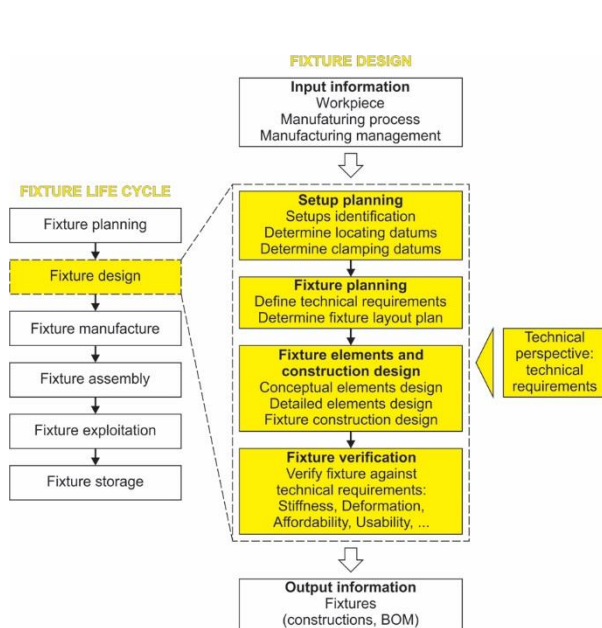 FIXTURE DESIGN
Input information
Workpiece
Manufaturing process
Manufacturing management
FIXTURE LIFE CYCLE
Fixture planning
Fixture design
Fixture manufacture
Fixture assembly
Fixture exploitation
Fixture storage
Setup planning
Setups identification
Determine locating datums
Determine clamping datums
Fixture planning
Define technical requirements
Determine fixture layout plan
Fixture elements and
construction design
Conceptual elements design
Detailed elements design
Fixture construction design
Fixture verification
Verify fixture against
technical requirements:
Stiffness, Deformation,
Affordability, Usability, ...
Technical
perspective:
technical
requirements
Output information
Fixtures
(constructions, BOM)